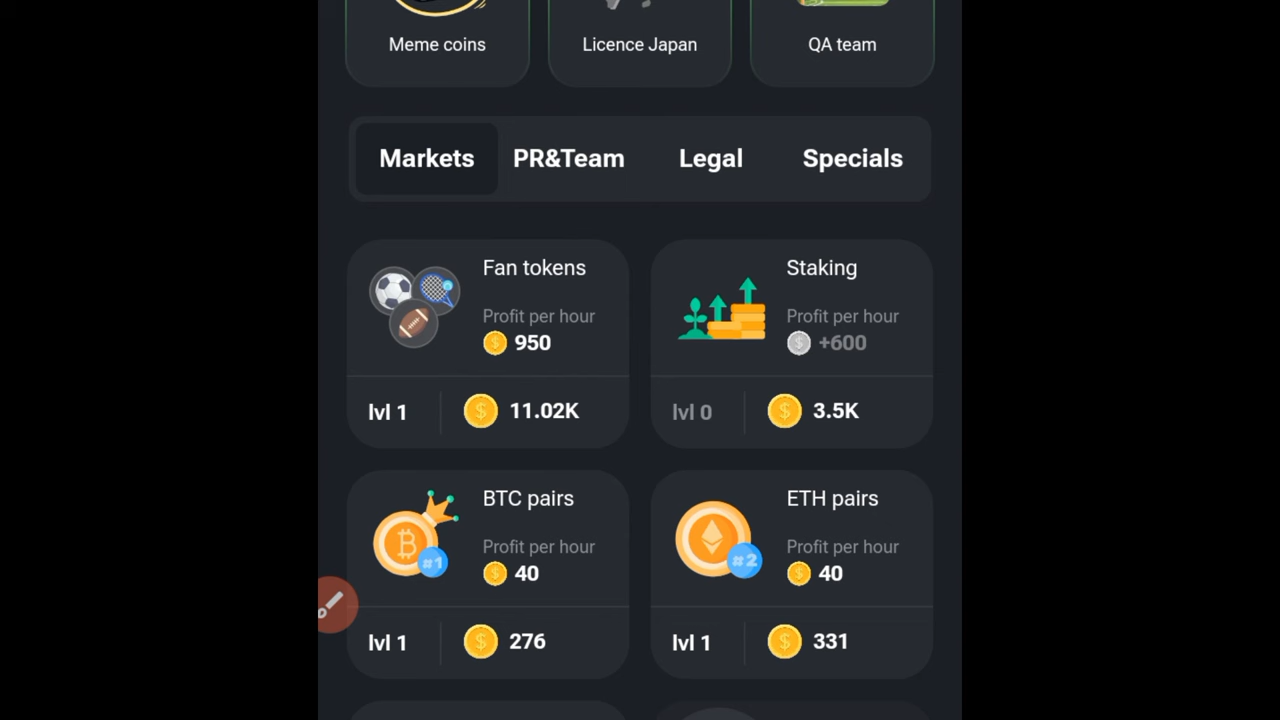 Meme coins
Licence Japan
QA team
Markets
PR&Team
Legal
Specials
Fan tokens
Profit per hour
$ 950
lvl 1
$ 11.02K
Staking
Profit per hour
$ +600
lvl 0
$ 3.5K
BTC pairs
#1
Profit per hour
$ 40
lvl 1
$ 276
ETH pairs
#2
Profit per hour
$ 40
lvl 1
$ 331